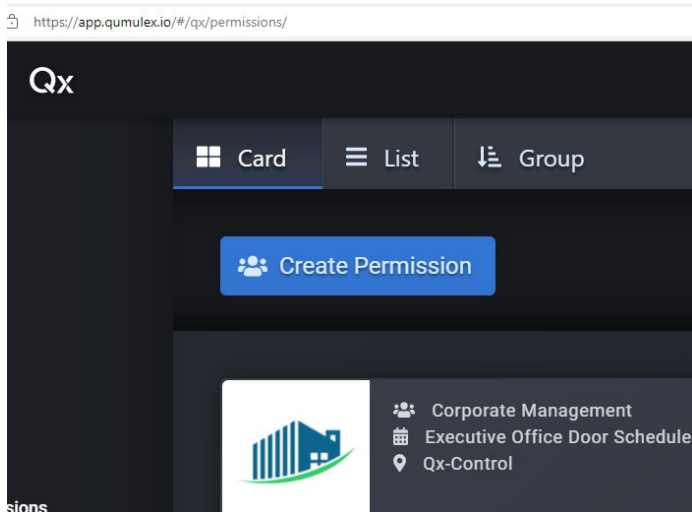 https://app.qumulex.io/#/qx/permissions/
Qx
Card List Group
Create Permission
Corporate Management
Executive Office Door Schedule
Qx-Control
sions